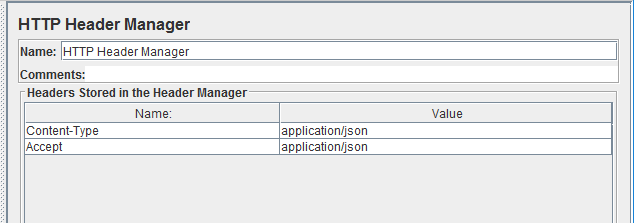 HTTP Header Manager
Name: HTTP Header Manager
Comments:
Headers Stored in the Header Manager
Name: Value
Content-Type application/json
Accept application/json